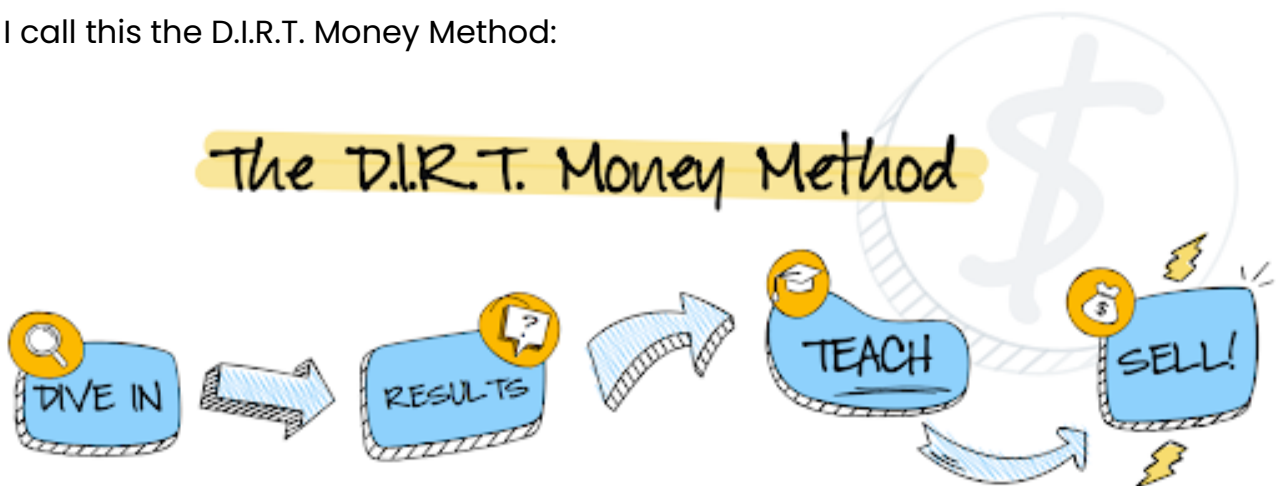 I call this the D.I.R.T. Money Method:
The D.I.R.T. Money Method
DIVE IN
RESULTS
?
TEACH
SELL!
$
$